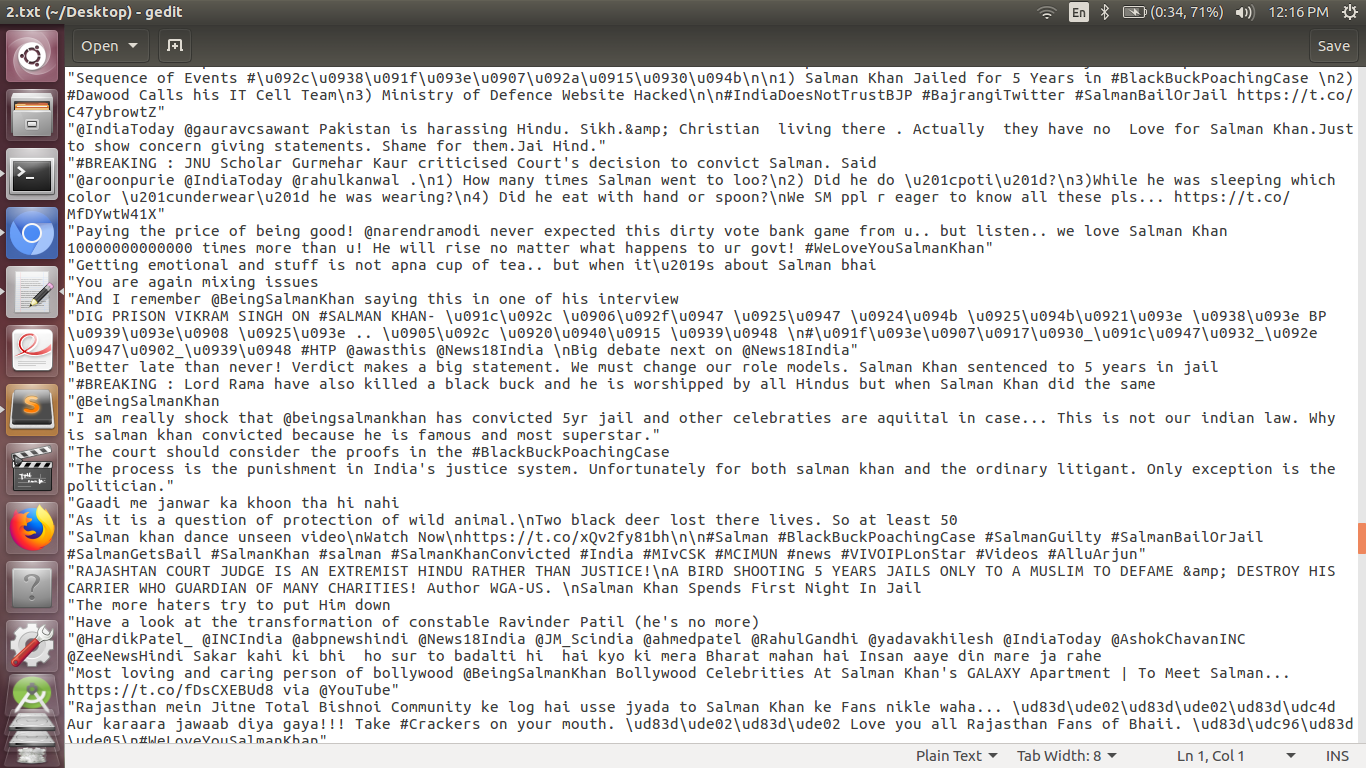 2.txt (~/Desktop) - gedit
En (0:34, 71%) 12:16 PM
Open Save
"Sequence of Events #\u092c\u0938\u091f\u093e\u0907\u092a\u0915\u0930\u094b\n\n1) Salman Khan Jailed for 5 Years in #BlackBuckPoachingCase \n2)
#Dawood Calls his IT Cell Team\n3) Ministry of Defence Website Hacked\n\n#IndiaDoesNotTrustBJP #BajrangiTwitter #SalmanBailOrJail https://t.co/
C47ybrowtZ"
"@IndiaToday @gauravcsawant Pakistan is harassing Hindu. Sikh.&amp; Christian  living there . Actually  they have no  Love for Salman Khan.Just
to show concern giving statements. Shame for them.Jai Hind."
"#BREAKING : JNU Scholar Gurmehar Kaur criticised Court's decision to convict Salman. Said
"@aroonpurie @IndiaToday @rahulkanwal .\n1) How many times Salman went to loo?\n2) Did he do \u201cpoti\u201d?\n3)While he was sleeping which
color \u201cunderwear\u201d he was wearing?\n4) Did he eat with hand or spoon?\nWe SM ppl r eager to know all these pls... https://t.co/
MfDYwtW41X"
"Paying the price of being good! @narendramodi never expected this dirty vote bank game from u.. but listen.. we love Salman Khan
10000000000000 times more than u! He will rise no matter what happens to ur govt! #WeLoveYouSalmanKhan"
"Getting emotional and stuff is not apna cup of tea.. but when it\u2019s about Salman bhai
"You are again mixing issues
"And I remember @BeingSalmanKhan saying this in one of his interview
"DIG PRISON VIKRAM SINGH ON #SALMAN KHAN- \u091c\u092c \u0906\u092f\u0947 \u0925\u0947 \u0924\u094b \u0925\u094b\u0921\u093e \u0938\u093e BP
\u0939\u093e\u0908 \u0925\u093e .. \u0905\u092c \u0920\u0940\u0915 \u0939\u0948 \n#\u091f\u093e\u0907\u0917\u0930_\u091c\u0947\u0932_\u092e
\u0947\u0902_\u0939\u0948 #HTP @awasthis @News18India \nBig debate next on @News18India"
"Better late than never! Verdict makes a big statement. We must change our role models. Salman Khan sentenced to 5 years in jail
"#BREAKING : Lord Rama have also killed a black buck and he is worshipped by all Hindus but when Salman Khan did the same
"@BeingSalmanKhan
"I am really shock that @beingsalmankhan has convicted 5yr jail and other celebraties are aquiital in case... This is not our indian law. Why
is salman khan convicted because he is famous and most superstar."
"The court should consider the proofs in the #BlackBuckPoachingCase
"The process is the punishment in India's justice system. Unfortunately for both salman khan and the ordinary litigant. Only exception is the
politician."
"Gaadi me janwar ka khoon tha hi nahi
"As it is a question of protection of wild animal.\nTwo black deer lost there lives. So at least 50
"Salman khan dance unseen video\nWatch Now\nhttps://t.co/xQv2fy81bh\n\n\n#Salman #BlackBuckPoachingCase #SalmanGuilty #SalmanBailOrJail
#SalmanGetsBail #SalmanKhan #salman #SalmanKhanConvicted #India #MIvCSK #MCIMUN #news #VIVOIPLonStar #Videos #AlluArjun"
"RAJASHTAN COURT JUDGE IS AN EXTREMIST HINDU RATHER THAN JUSTICE!\nA BIRD SHOOTING 5 YEARS JAILS ONLY TO A MUSLIM TO DEFAME &amp; DESTROY HIS
CARRIER WHO GUARDIAN OF MANY CHARITIES! Author WGA-US. \nSalman Khan Spends First Night In Jail
"The more haters try to put Him down
"Have a look at the transformation of constable Ravinder Patil (he's no more)
"@HardikPatel_ @INCIndia @abpnewshindi @News18India @JM_Scindia @ahmedpatel @RahulGandhi @yadavakhilesh @IndiaToday @AshokChavanINC
@ZeeNewsHindi Sakar kahi ki bhi  ho sur to badalti hi  hai kyo ki mera Bharat mahan hai Insan aaye din mare ja rahe
"Most loving and caring person of bollywood @BeingSalmanKhan Bollywood Celebrities At Salman Khan's GALAXY Apartment | To Meet Salman...
https://t.co/fDsCXEBUd8 via @YouTube"
"Rajasthan mein Jitne Total Bishnoi Community ke log hai usse jyada to Salman Khan ke Fans nikle waha... \ud83d\ude02\ud83d\ude02\ud83d\udc4d
Aur karaara jawaab diya gaya!!! Take #Crackers on your mouth. \ud83d\ude02\ud83d\ude02 Love you all Rajasthan Fans of Bhaii. \ud83d\udc96\ud83d
\ude05\n#WeLoveYouSalmanKhan"
Plain Text Tab Width: 8 Ln 1, Col 1 INS